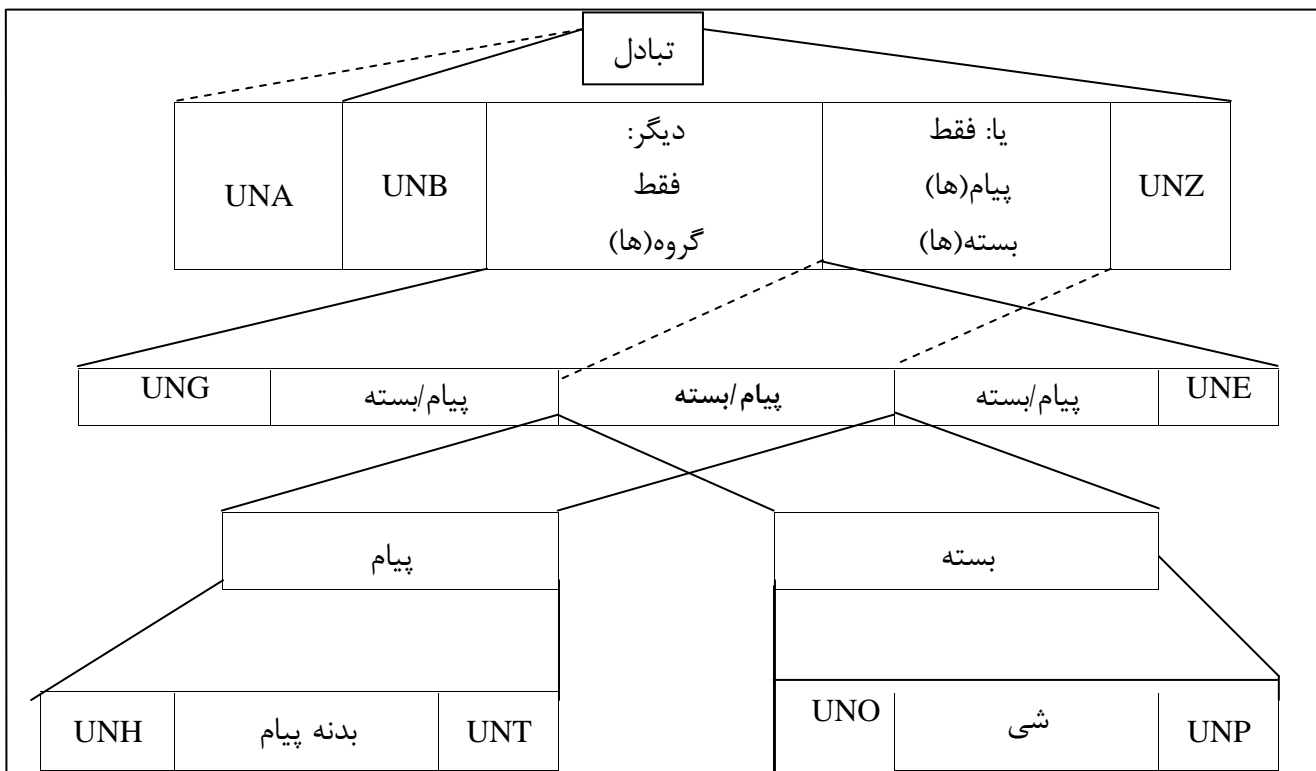 تبادل
UNA
UNB
دیگر:
فقط
گروه(ها)
یا: فقط
پیام(ها)
بسته(ها)
UNZ
UNG
پیام/بسته
پیام/بسته
پیام/بسته
UNE
پیام
بسته
UNH
بدنه پیام
UNT
UNO
شی
UNP